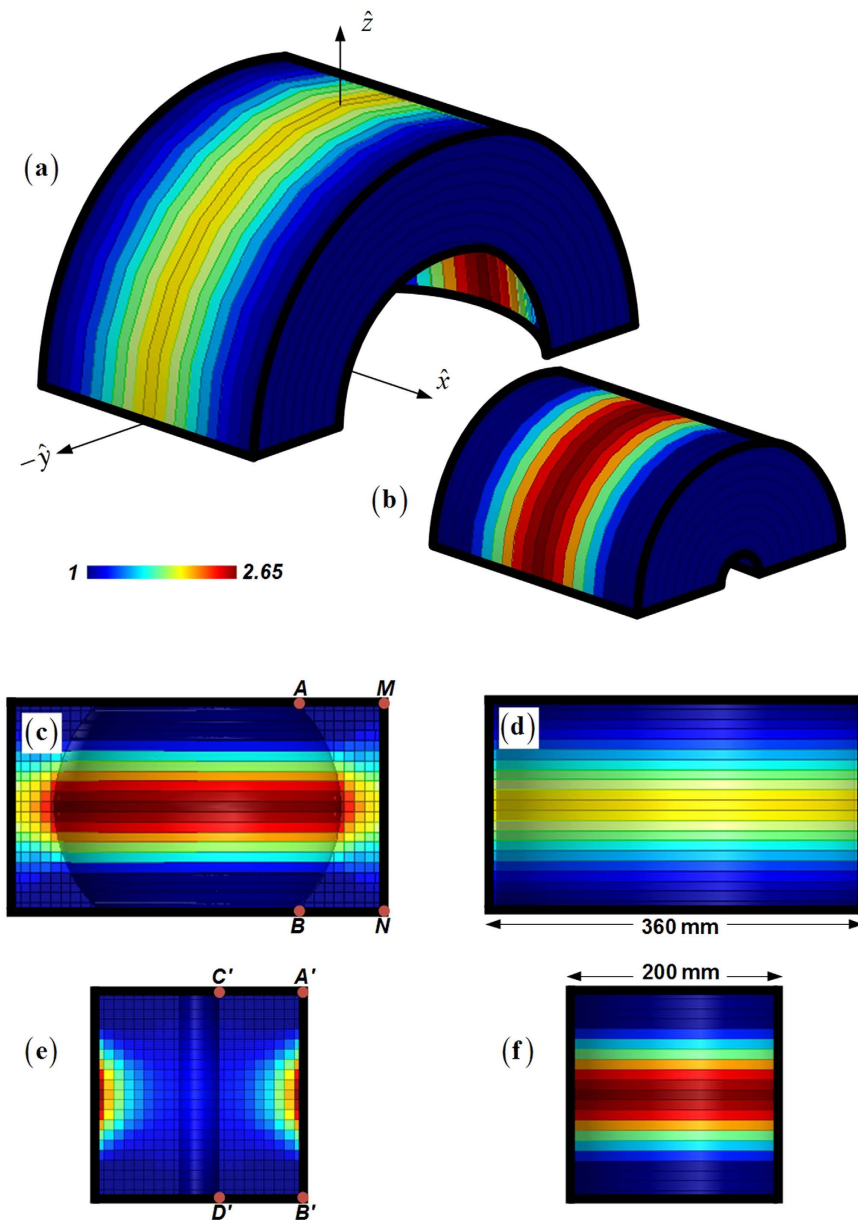 ẑ
(a)
x̂
−ŷ
(b)
1 2.65
A M
(c) (d)
B N
360 mm
C' A' 200 mm
(e) (f)
D' B'